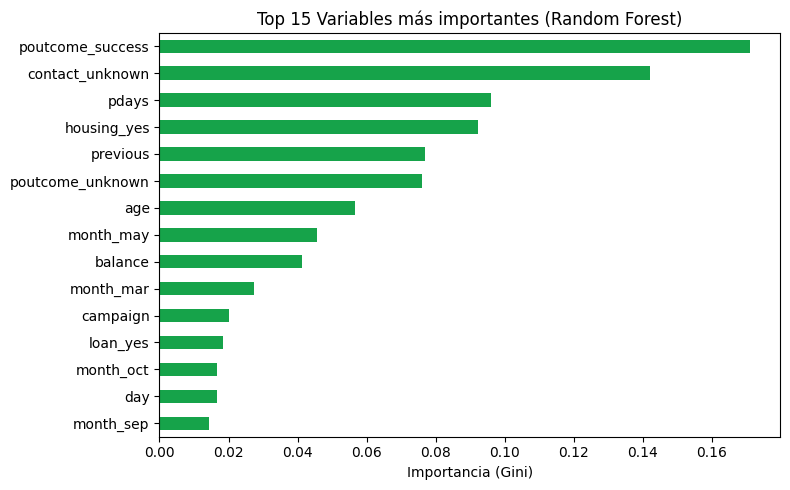 Top 15 Variables más importantes (Random Forest)
poutcome_success
contact_unknown
pdays
housing_yes
previous
poutcome_unknown
age
month_may
balance
month_mar
campaign
loan_yes
month_oct
day
month_sep
0.00 0.02 0.04 0.06 0.08 0.10 0.12 0.14 0.16
Importancia (Gini)